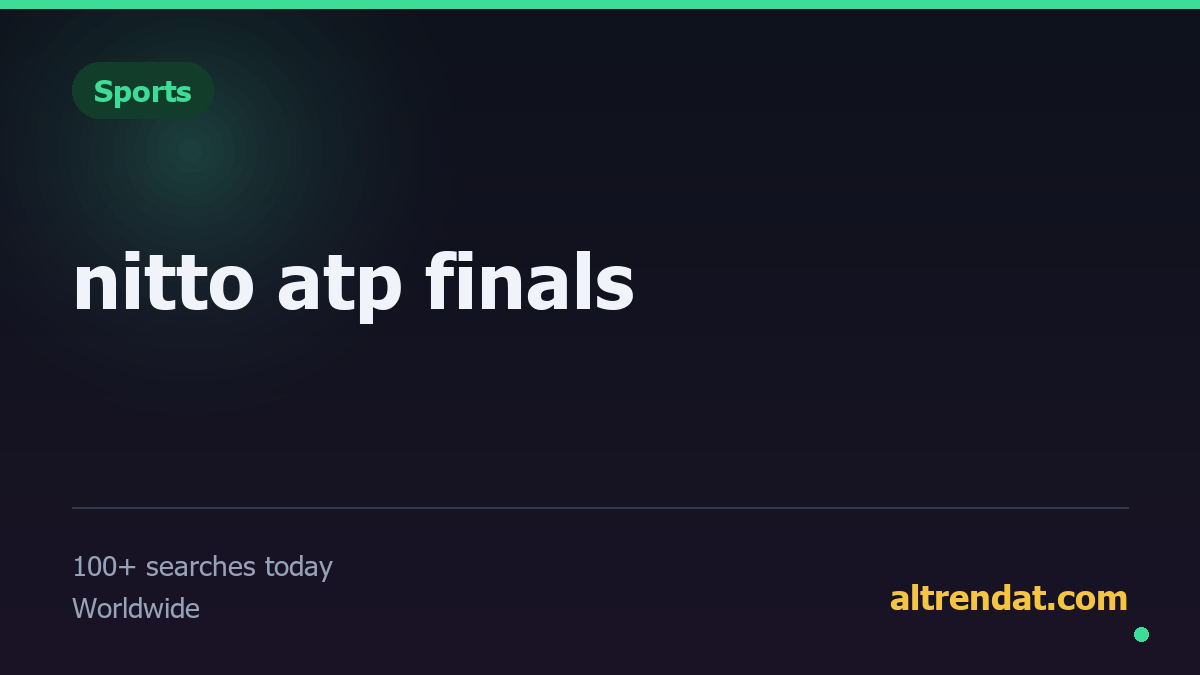 Sports
nitto atp finals
100+ searches today
Worldwide
altrendat.com